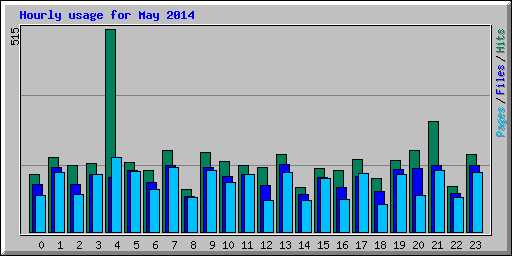 Hourly usage for May 2014
515
Pages / Files / Hits
0 1 2 3 4 5 6 7 8 9 10 11 12 13 14 15 16 17 18 19 20 21 22 23